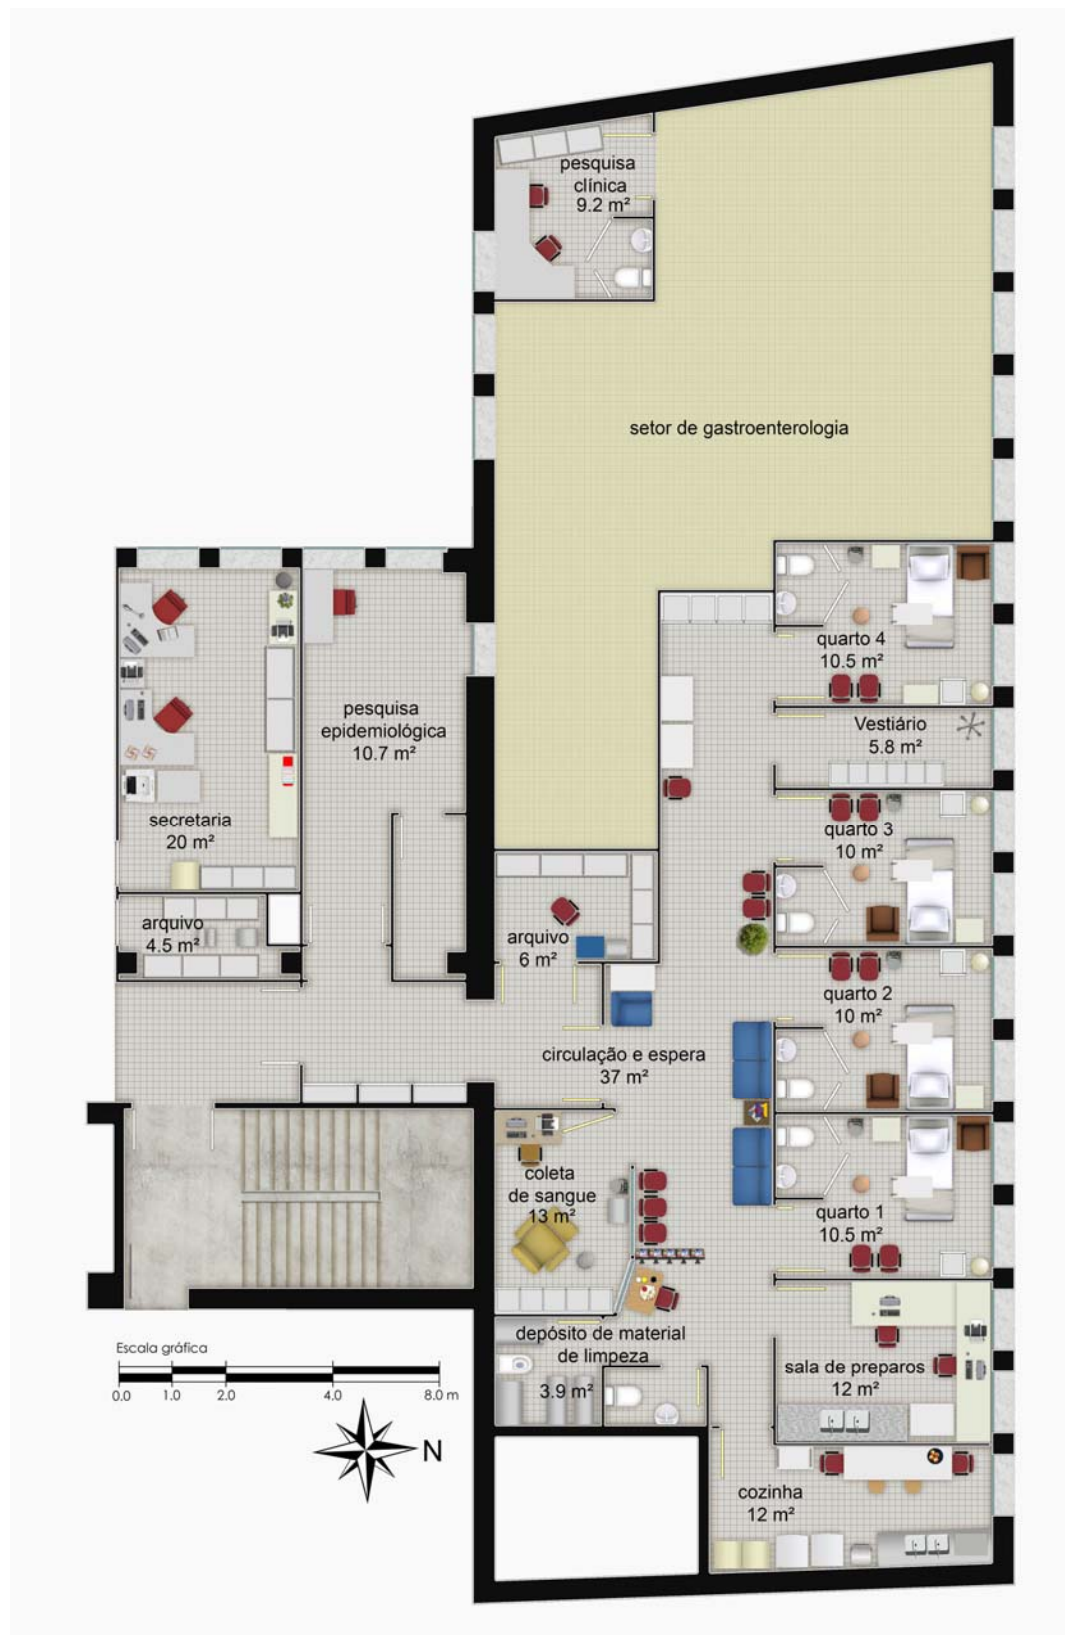 pesquisa
clínica
9.2 m²
setor de gastroenterologia
quarto 4
10.5 m²
Vestiário
5.8 m²
pesquisa
epidemiológica
10.7 m²
secretaria
20 m²
quarto 3
10 m²
arquivo
4.5 m²
arquivo
6 m²
quarto 2
10 m²
circulação e espera
37 m²
coleta
de sangue
13 m²
quarto 1
10.5 m²
depósito de material
de limpeza
3.9 m²
sala de preparos
12 m²
cozinha
12 m²
Escala gráfica
0.0 1.0 2.0 4.0 8.0 m
N